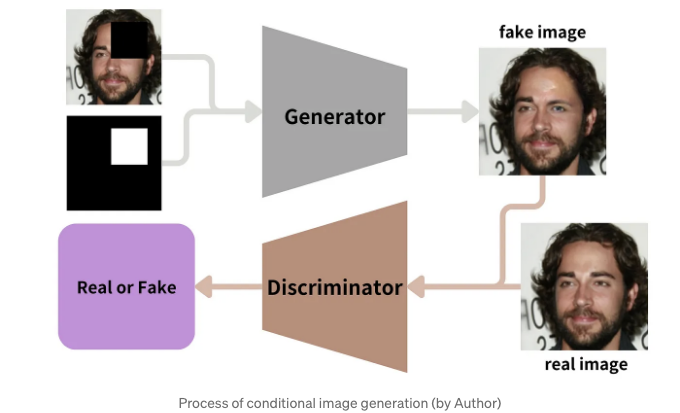 fake image
Generator
Real or Fake
Discriminator
real image
Process of conditional image generation (by Author)